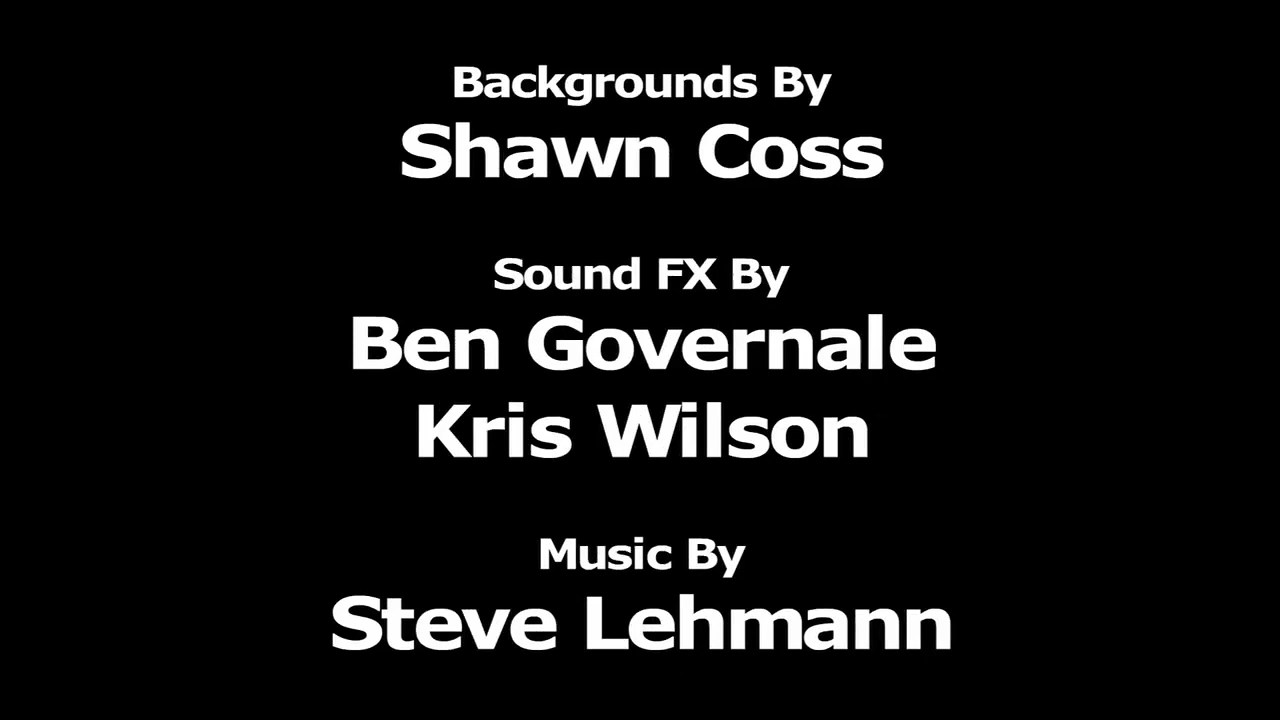 Backgrounds By
Shawn Coss
Sound FX By
Ben Governale
Kris Wilson
Music By
Steve Lehmann